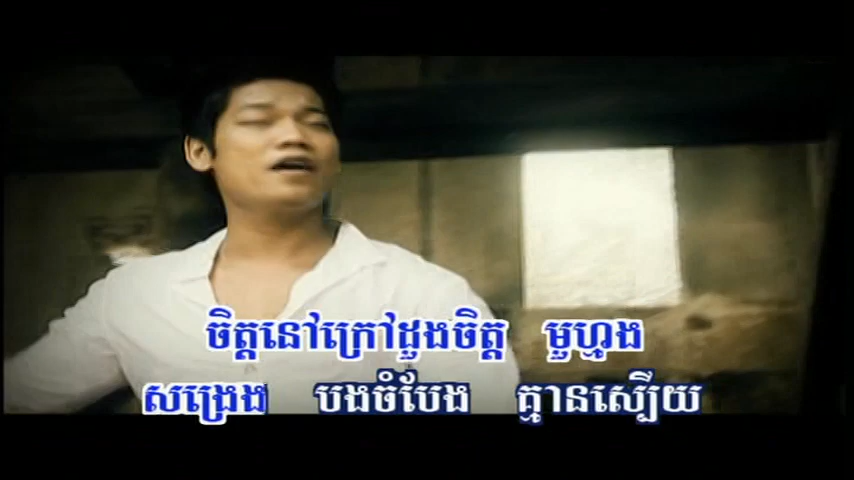 ចិត្តនៅក្រៅដួងចិត្ត មួហ្មង
សង្រេង បងចំបែង គ្មានស្បើយ